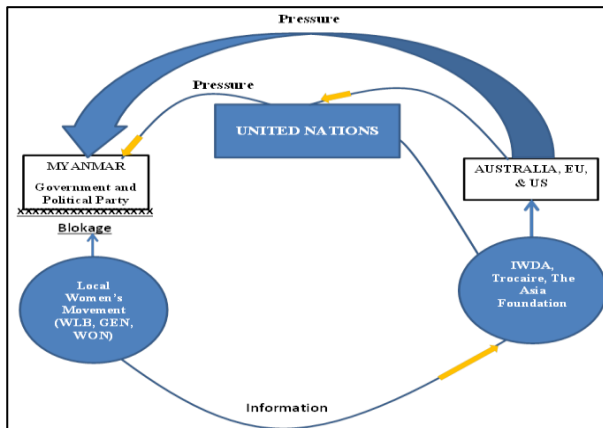 Pressure
Pressure
UNITED NATIONS
MYANMAR
Government and
Political Party
XXXXXXXXXXXXXXXXXX
Blokage
AUSTRALIA, EU,
& US
Local
Women's
Movement
(WLB, GEN,
WON)
IWDA,
Trocaire, The
Asia
Foundation
Information